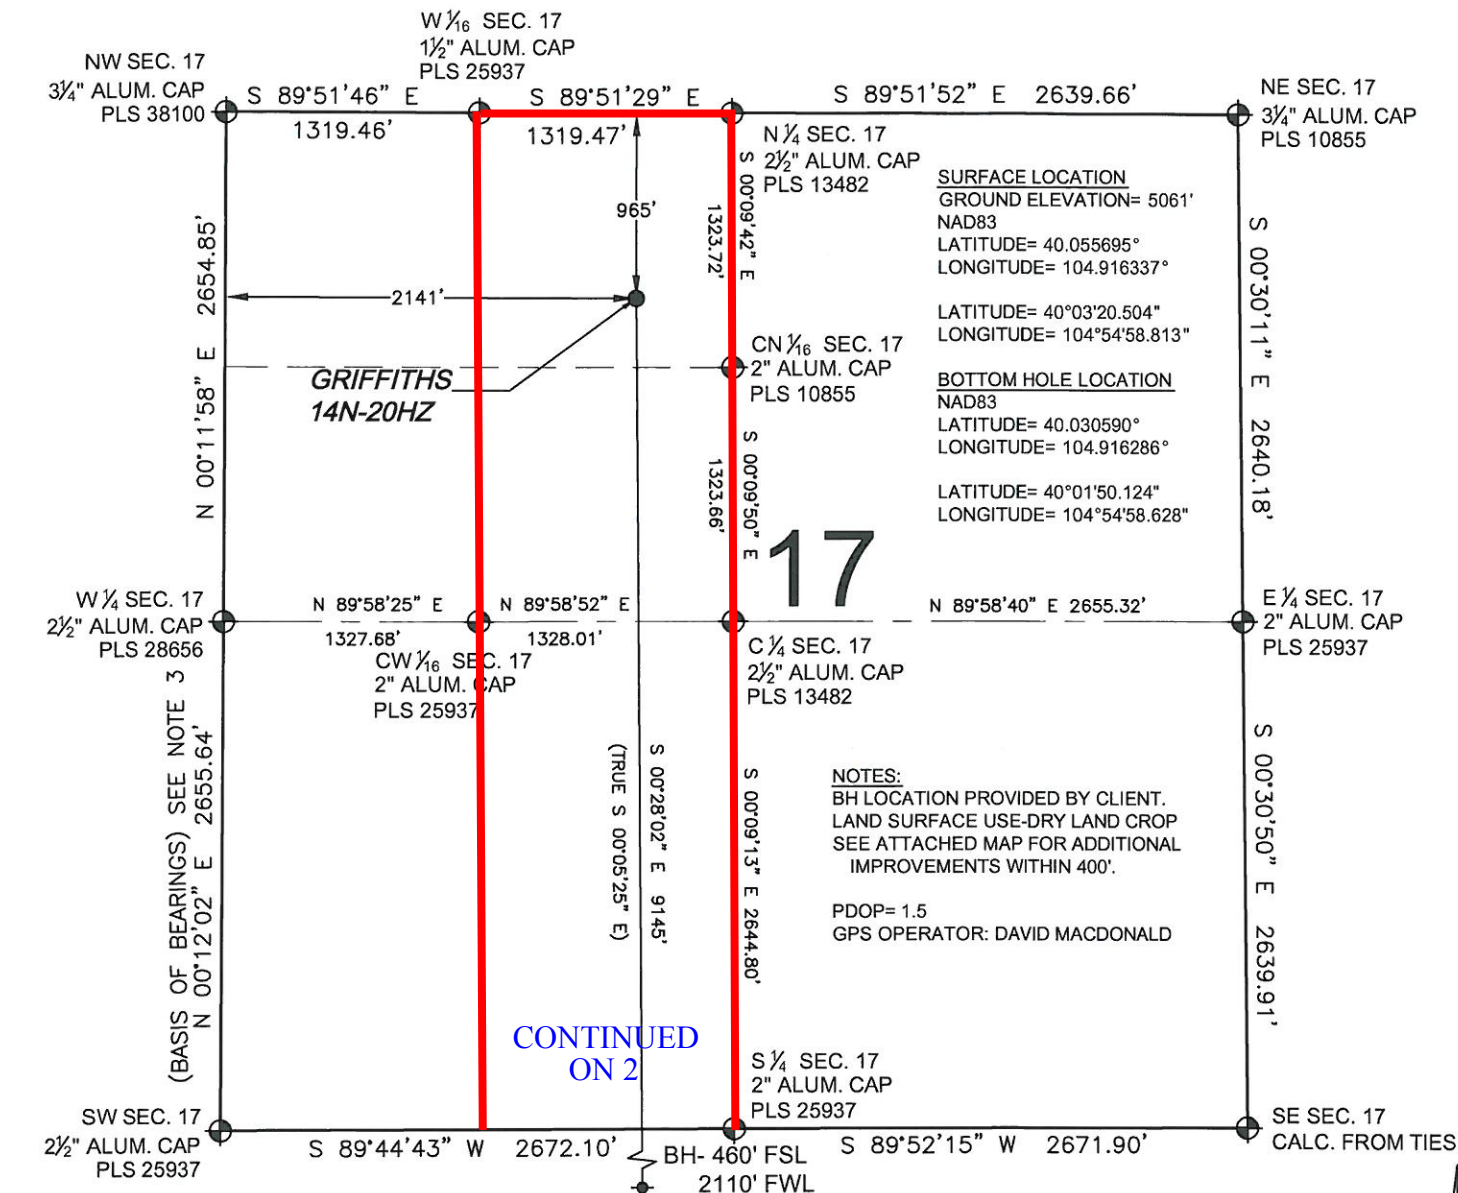 W 1/16 SEC. 17
1½" ALUM. CAP
PLS 25937
NW SEC. 17
3¼" ALUM. CAP
PLS 38100
S 89°51'46" E
1319.46'
S 89°51'29" E
1319.47'
S 89°51'52" E 2639.66'
NE SEC. 17
3¼" ALUM. CAP
PLS 10855
N ¼ SEC. 17
2½" ALUM. CAP
PLS 13482
S 00°09'42" E
1323.72'
965'
2141'
N 00°11'58" E 2654.85'
SURFACE LOCATION
GROUND ELEVATION= 5061'
NAD83
LATITUDE= 40.055695°
LONGITUDE= 104.916337°
LATITUDE= 40°03'20.504"
LONGITUDE= 104°54'58.813"
BOTTOM HOLE LOCATION
NAD83
LATITUDE= 40.030590°
LONGITUDE= 104.916286°
LATITUDE= 40°01'50.124"
LONGITUDE= 104°54'58.628"
S 00°30'11" E 2640.18'
GRIFFITHS
14N-20HZ
CN 1/16 SEC. 17
2" ALUM. CAP
PLS 10855
S 00°09'50" E
1323.66'
17
W ¼ SEC. 17
2½" ALUM. CAP
PLS 28656
N 89°58'25" E
1327.68'
N 89°58'52" E
1328.01'
N 89°58'40" E 2655.32'
E ¼ SEC. 17
2" ALUM. CAP
PLS 25937
CW 1/16 SEC. 17
2" ALUM. CAP
PLS 25937
C ¼ SEC. 17
2½" ALUM. CAP
PLS 13482
(BASIS OF BEARINGS) SEE NOTE 3
N 00°12'02" E 2655.64'
S 00°28'02" E 9145'
(TRUE S 00°05'25" E)
S 00°09'13" E 2644.80'
NOTES:
BH LOCATION PROVIDED BY CLIENT.
LAND SURFACE USE-DRY LAND CROP
SEE ATTACHED MAP FOR ADDITIONAL
IMPROVEMENTS WITHIN 400'.
PDOP= 1.5
GPS OPERATOR: DAVID MACDONALD
S 00°30'50" E 2639.91'
CONTINUED
ON 2
S ¼ SEC. 17
2" ALUM. CAP
PLS 25937
SW SEC. 17
2½" ALUM. CAP
PLS 25937
S 89°44'43" W 2672.10'
BH- 460' FSL
2110' FWL
S 89°52'15" W 2671.90'
SE SEC. 17
CALC. FROM TIES